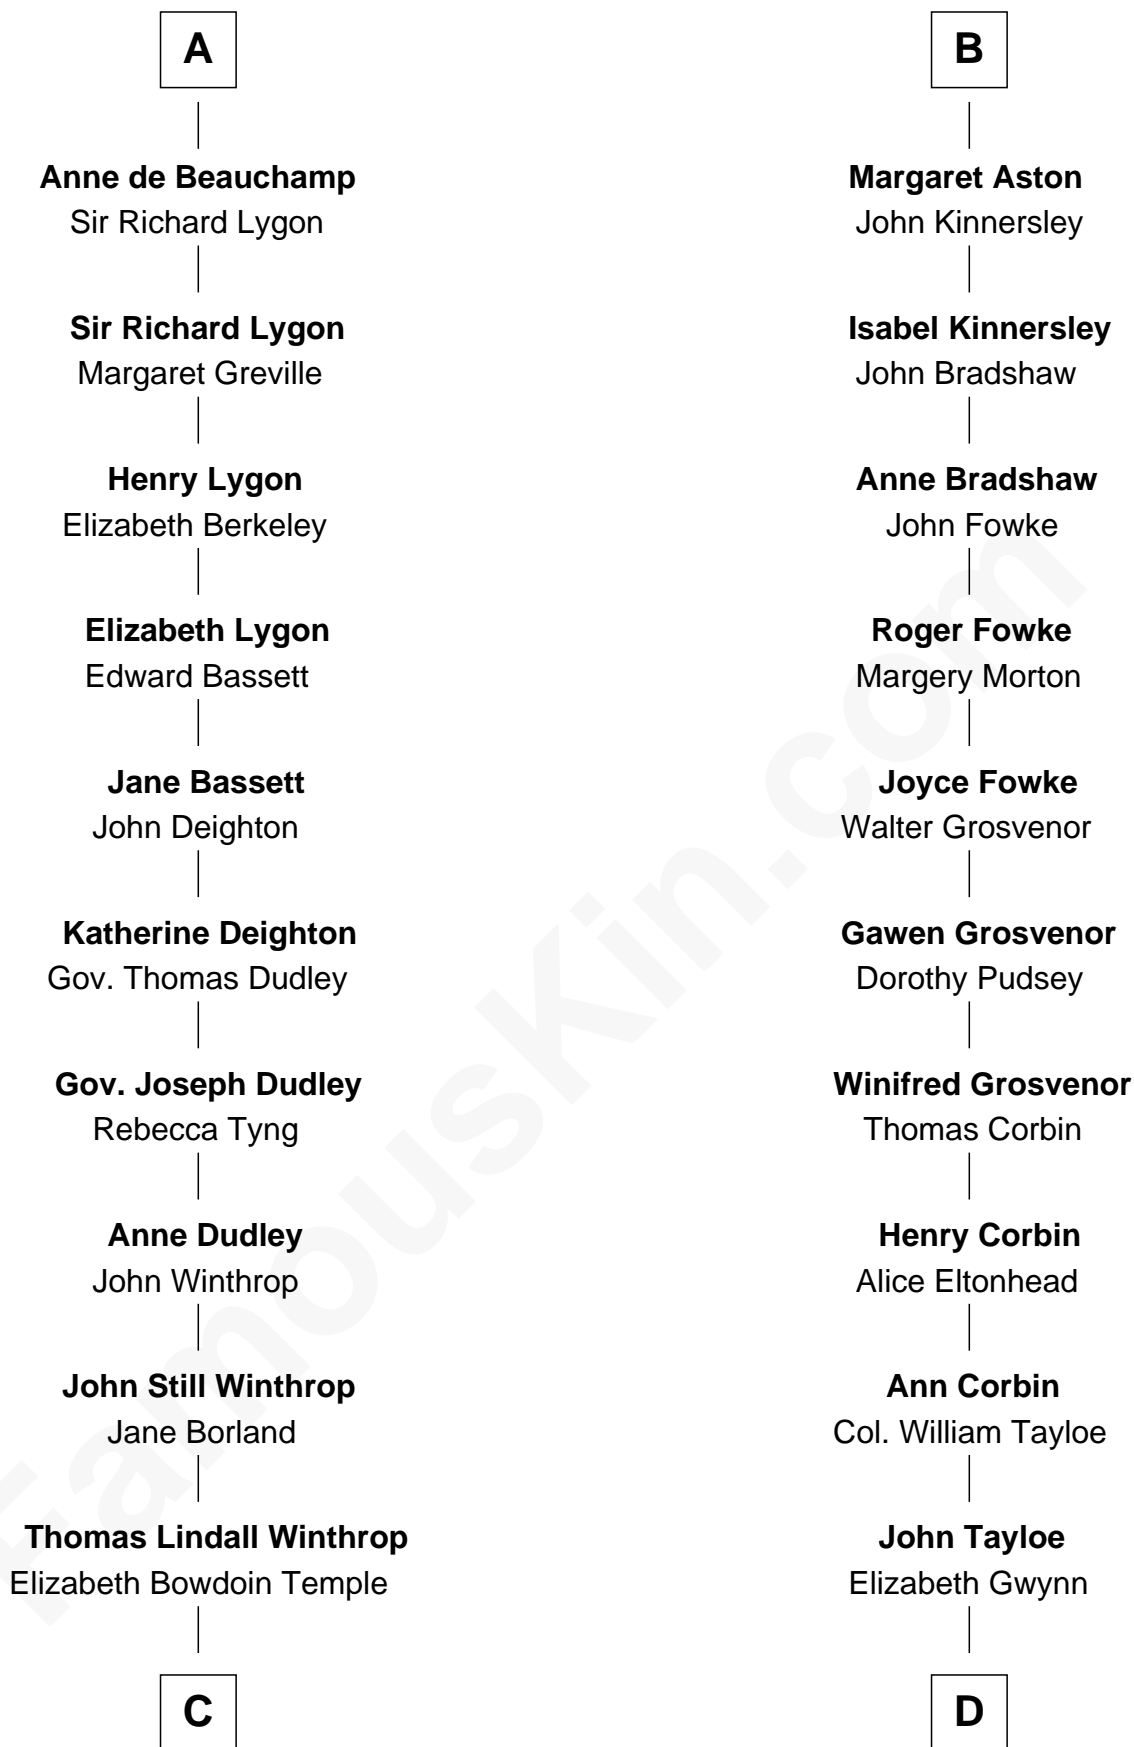 A
Anne de Beauchamp
Sir Richard Lygon
Sir Richard Lygon
Margaret Greville
Henry Lygon
Elizabeth Berkeley
Elizabeth Lygon
Edward Bassett
Jane Bassett
John Deighton
Katherine Deighton
Gov. Thomas Dudley
Gov. Joseph Dudley
Rebecca Tyng
Anne Dudley
John Winthrop
John Still Winthrop
Jane Borland
Thomas Lindall Winthrop
Elizabeth Bowdoin Temple
C
B
Margaret Aston
John Kinnersley
Isabel Kinnersley
John Bradshaw
Anne Bradshaw
John Fowke
Roger Fowke
Margery Morton
Joyce Fowke
Walter Grosvenor
Gawen Grosvenor
Dorothy Pudsey
Winifred Grosvenor
Thomas Corbin
Henry Corbin
Alice Eltonhead
Ann Corbin
Col. William Tayloe
John Tayloe
Elizabeth Gwynn
D
FamousKin.com